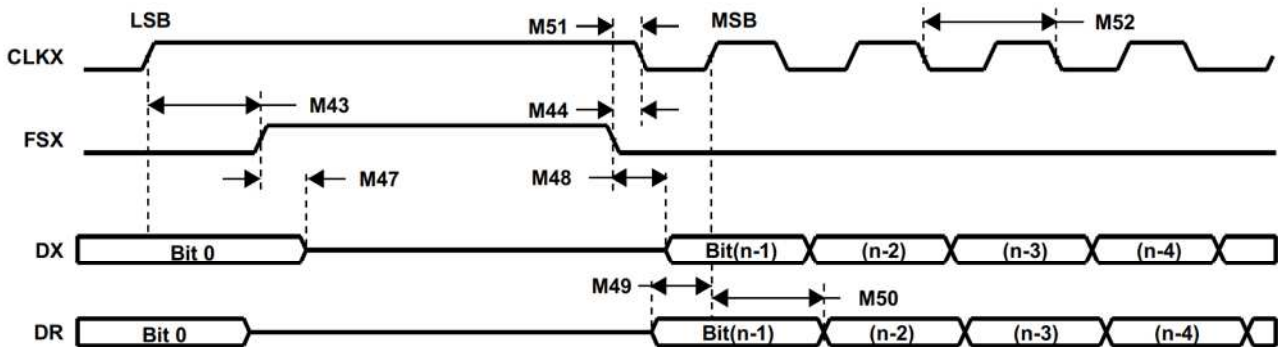 LSB
M51
MSB
M52
CLKX
M43
M44
FSX
M47
M48
DX
Bit 0
Bit(n-1)
(n-2)
(n-3)
(n-4)
M49
M50
DR
Bit 0
Bit(n-1)
(n-2)
(n-3)
(n-4)